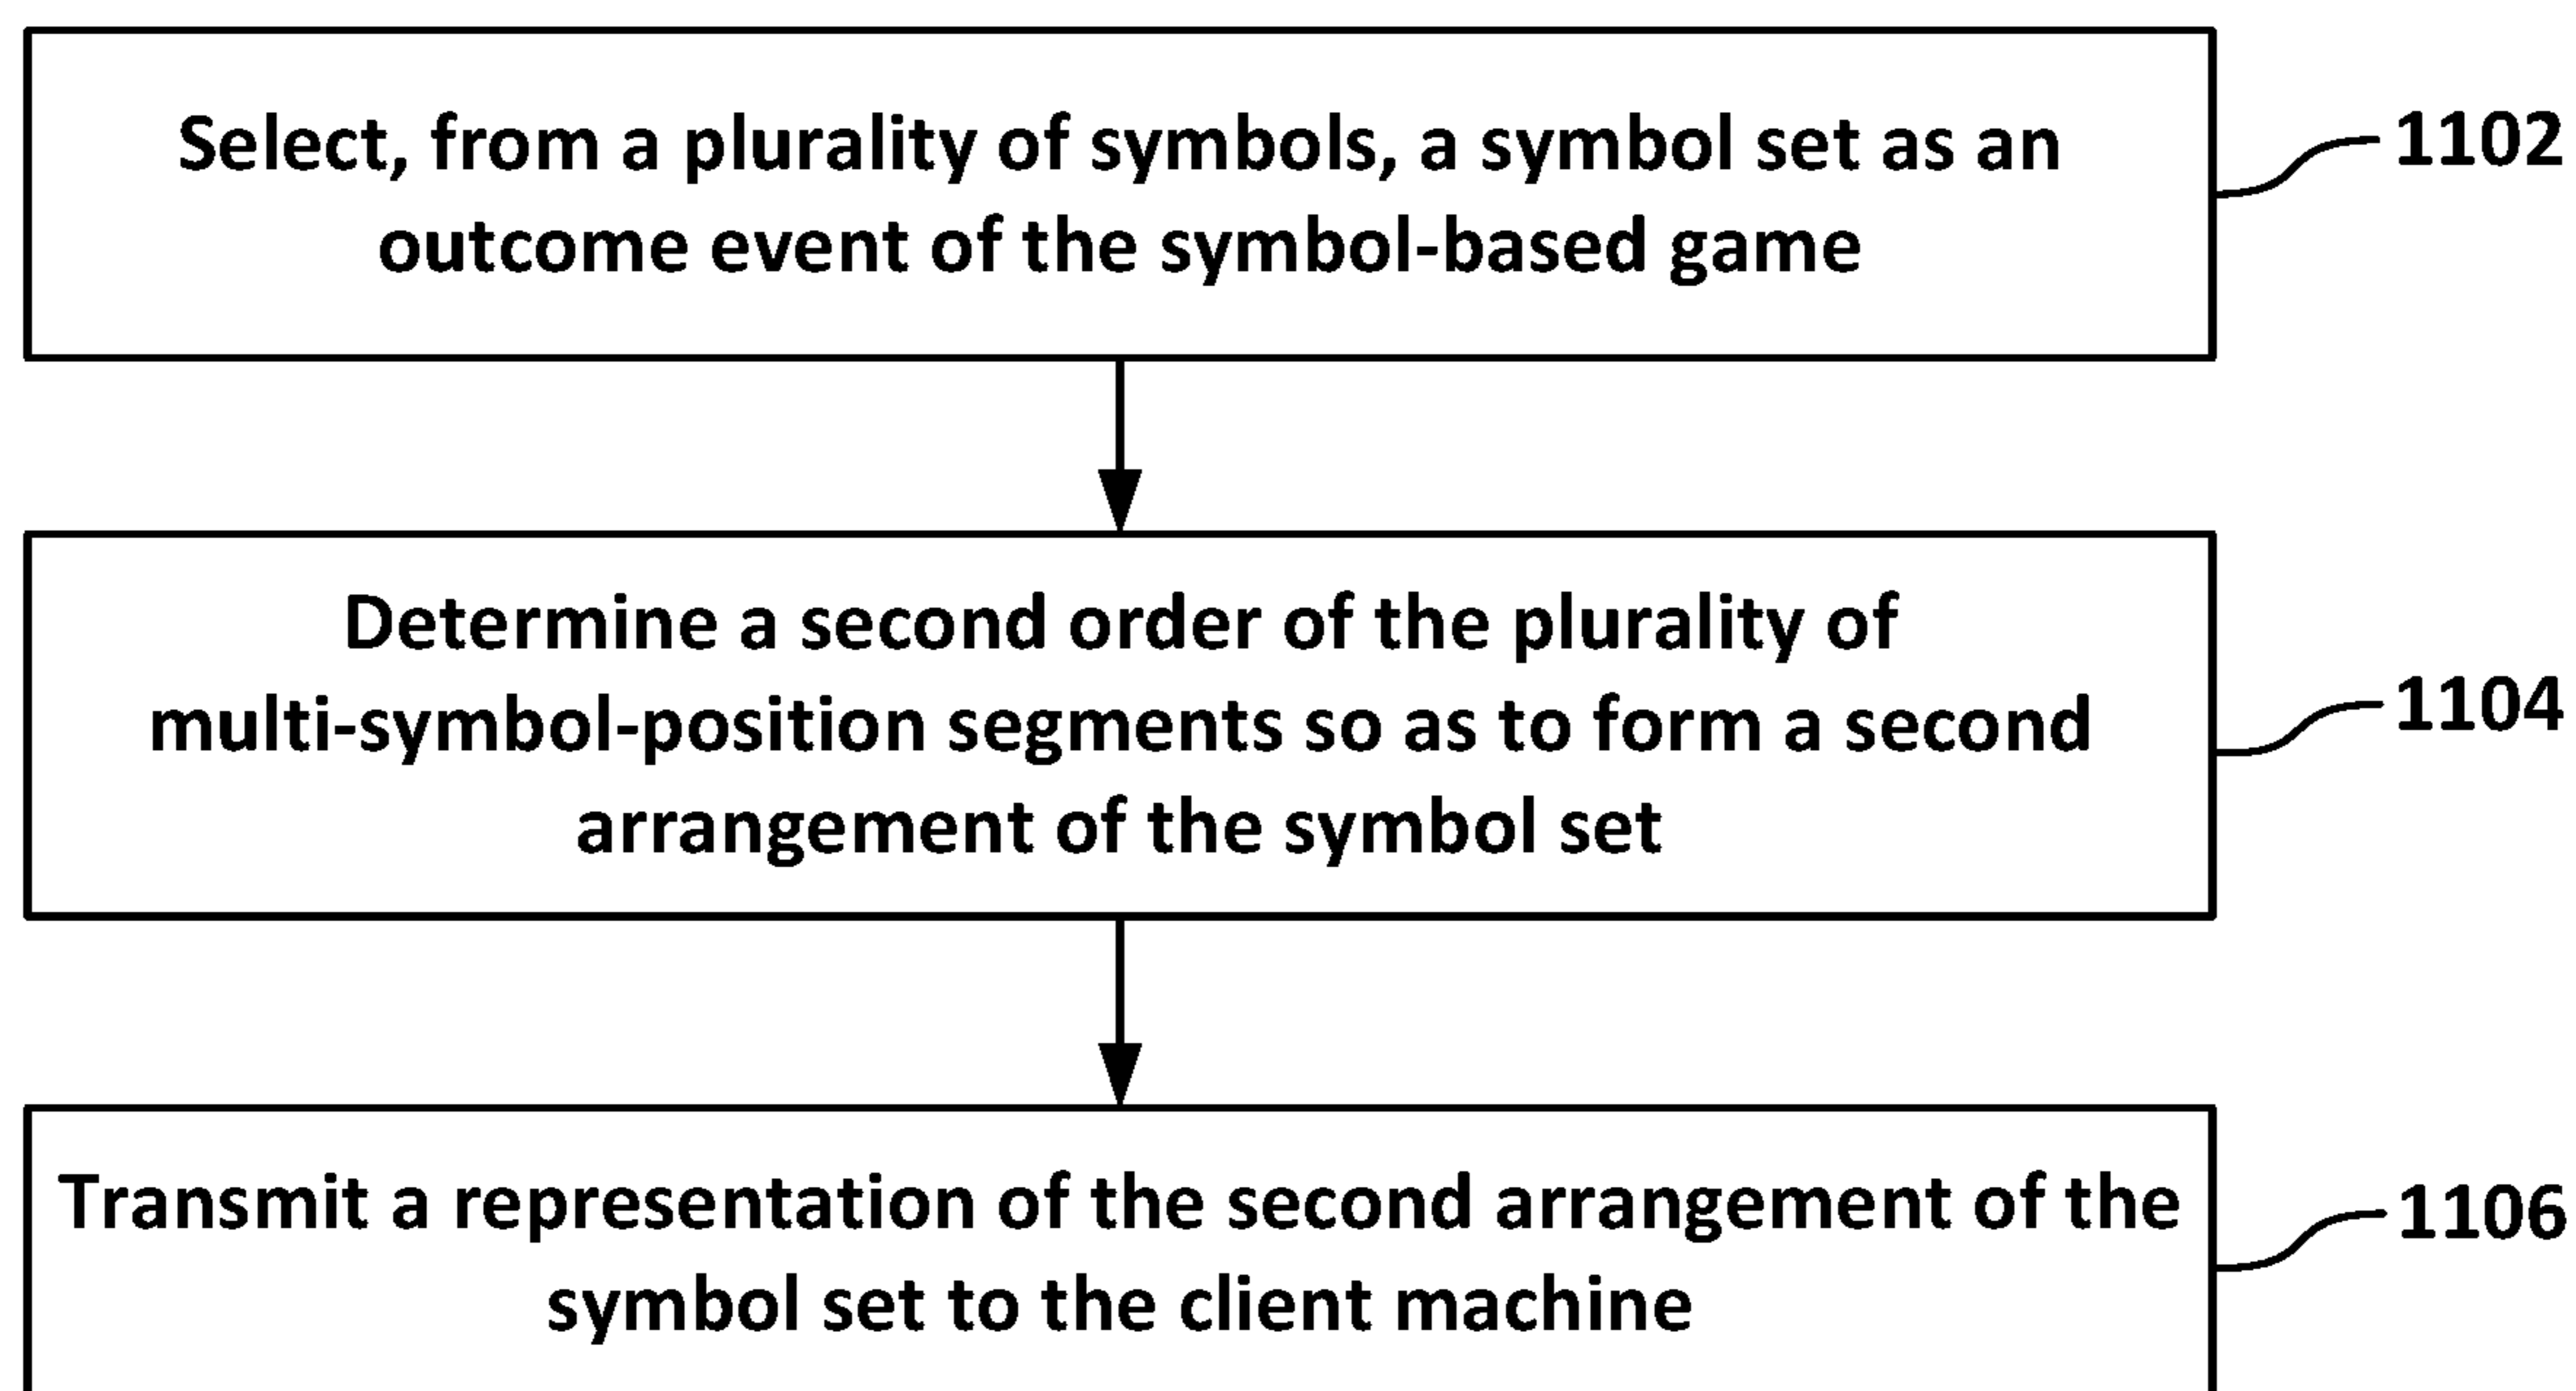 Select, from a plurality of symbols, a symbol set as an
outcome event of the symbol-based game
1102
Determine a second order of the plurality of
multi-symbol-position segments so as to form a second
arrangement of the symbol set
1104
Transmit a representation of the second arrangement of the
symbol set to the client machine
1106